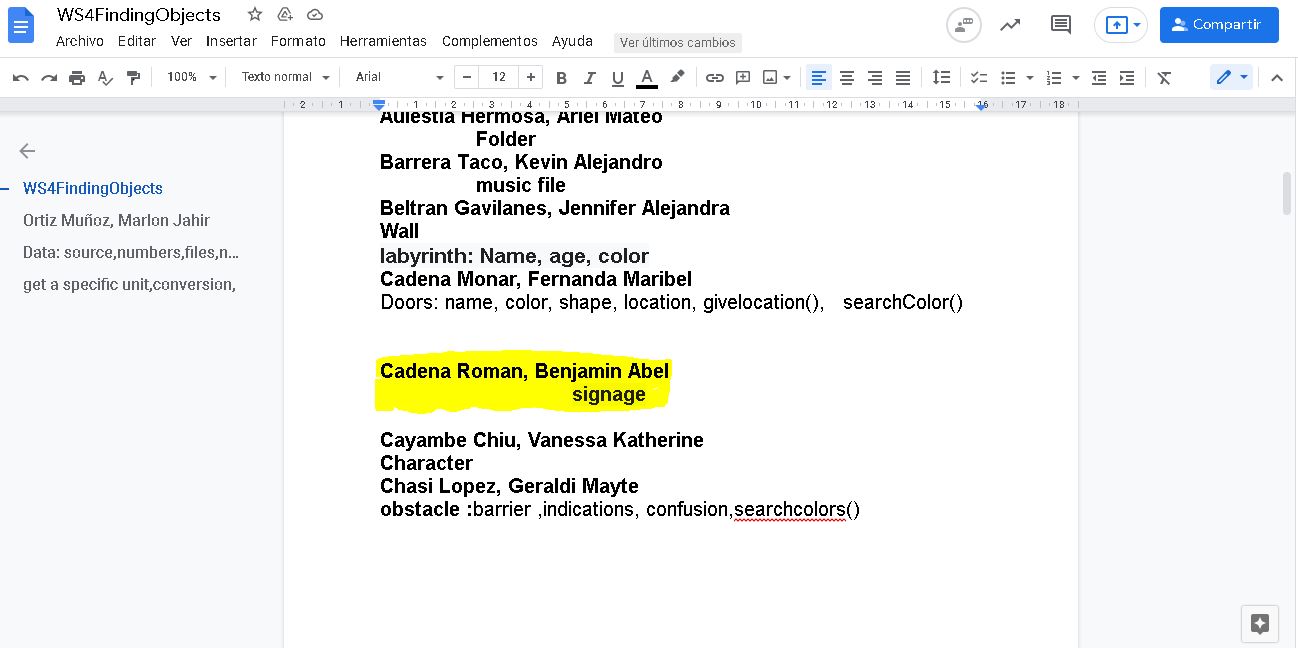 WS4FindingObjects
Archivo Editar Ver Insertar Formato Herramientas Complementos Ayuda Ver últimos cambios
Compartir
100% Texto normal Arial 12
2 1 1 2 3 4 5 6 7 8 9 10 11 12 13 14 15 16 17 18
WS4FindingObjects
Ortiz Muñoz, Marlon Jahir
Data: source,numbers,files,n...
get a specific unit,conversion,
Aulestia Hermosa, Ariel Mateo
Folder
Barrera Taco, Kevin Alejandro
music file
Beltran Gavilanes, Jennifer Alejandra
Wall
labyrinth: Name, age, color
Cadena Monar, Fernanda Maribel
Doors: name, color, shape, location, givelocation(), searchColor()
Cadena Roman, Benjamin Abel
signage
Cayambe Chiu, Vanessa Katherine
Character
Chasi Lopez, Geraldi Mayte
obstacle :barrier ,indications, confusion,searchcolors()